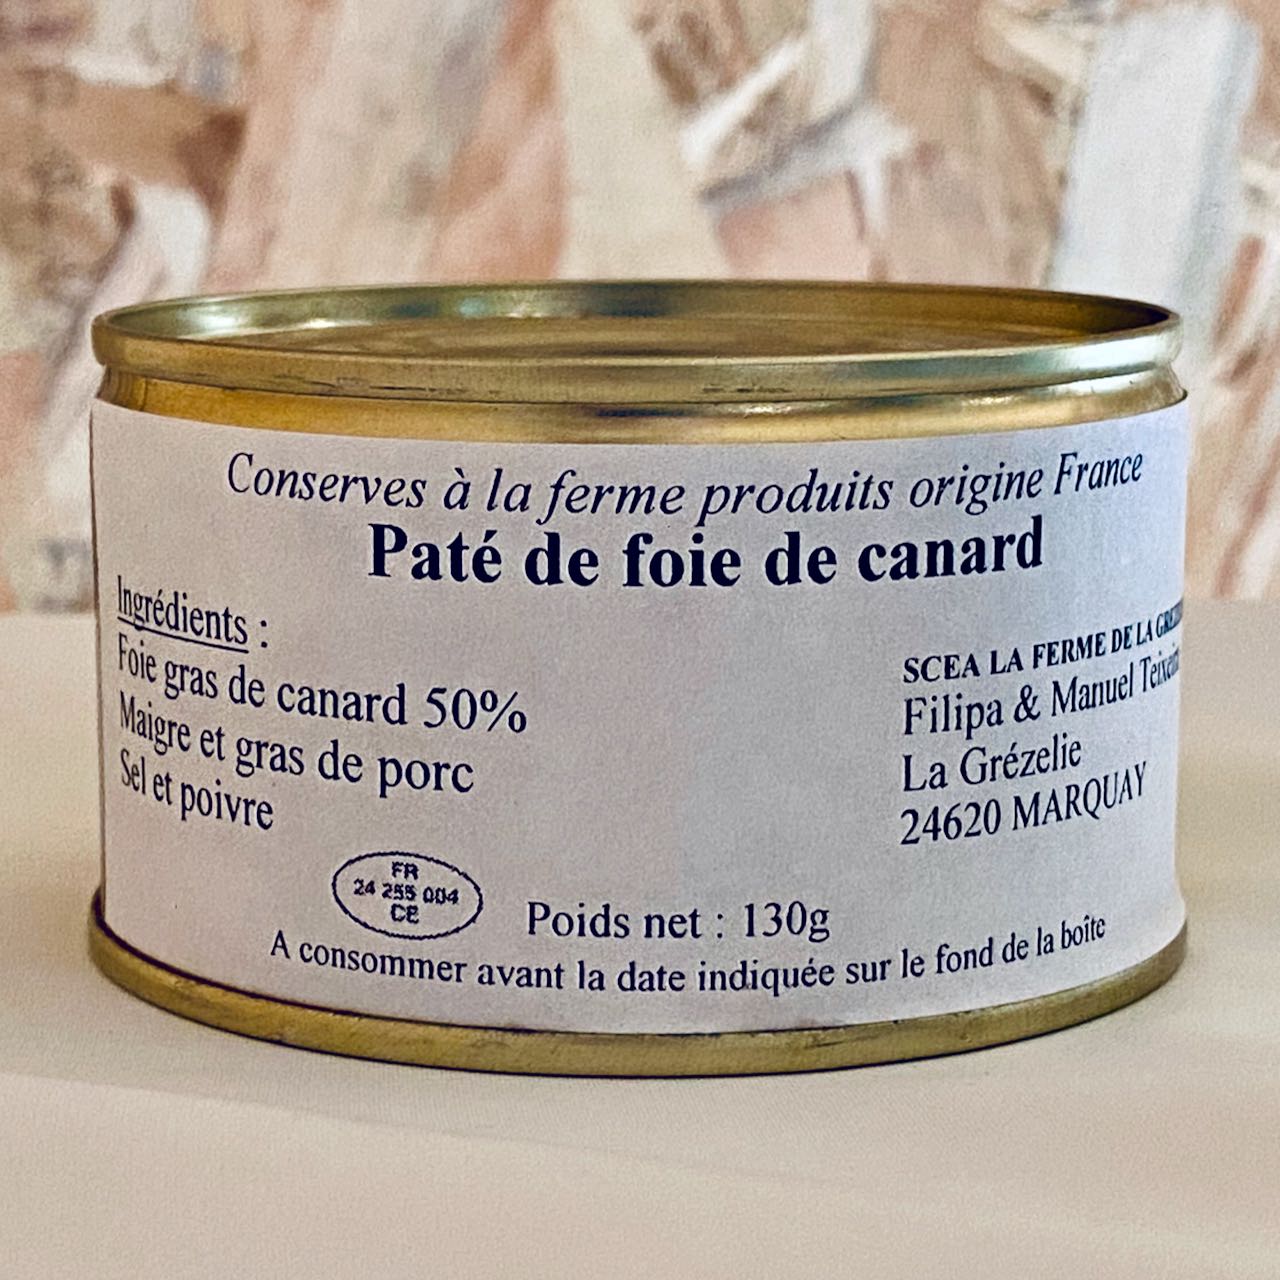 Conserves à la ferme produits origine France
Paté de foie de canard
Ingrédients :
Foie gras de canard 50%
Maigre et gras de porc
Sel et poivre
SCEA LA FERME DE LA
Filipa & Manuel
La Grézelie
24620 MARQUAY
FR
24 255 004
CE
Poids net : 130g
A consommer avant la date indiquée sur le fond de la boîte